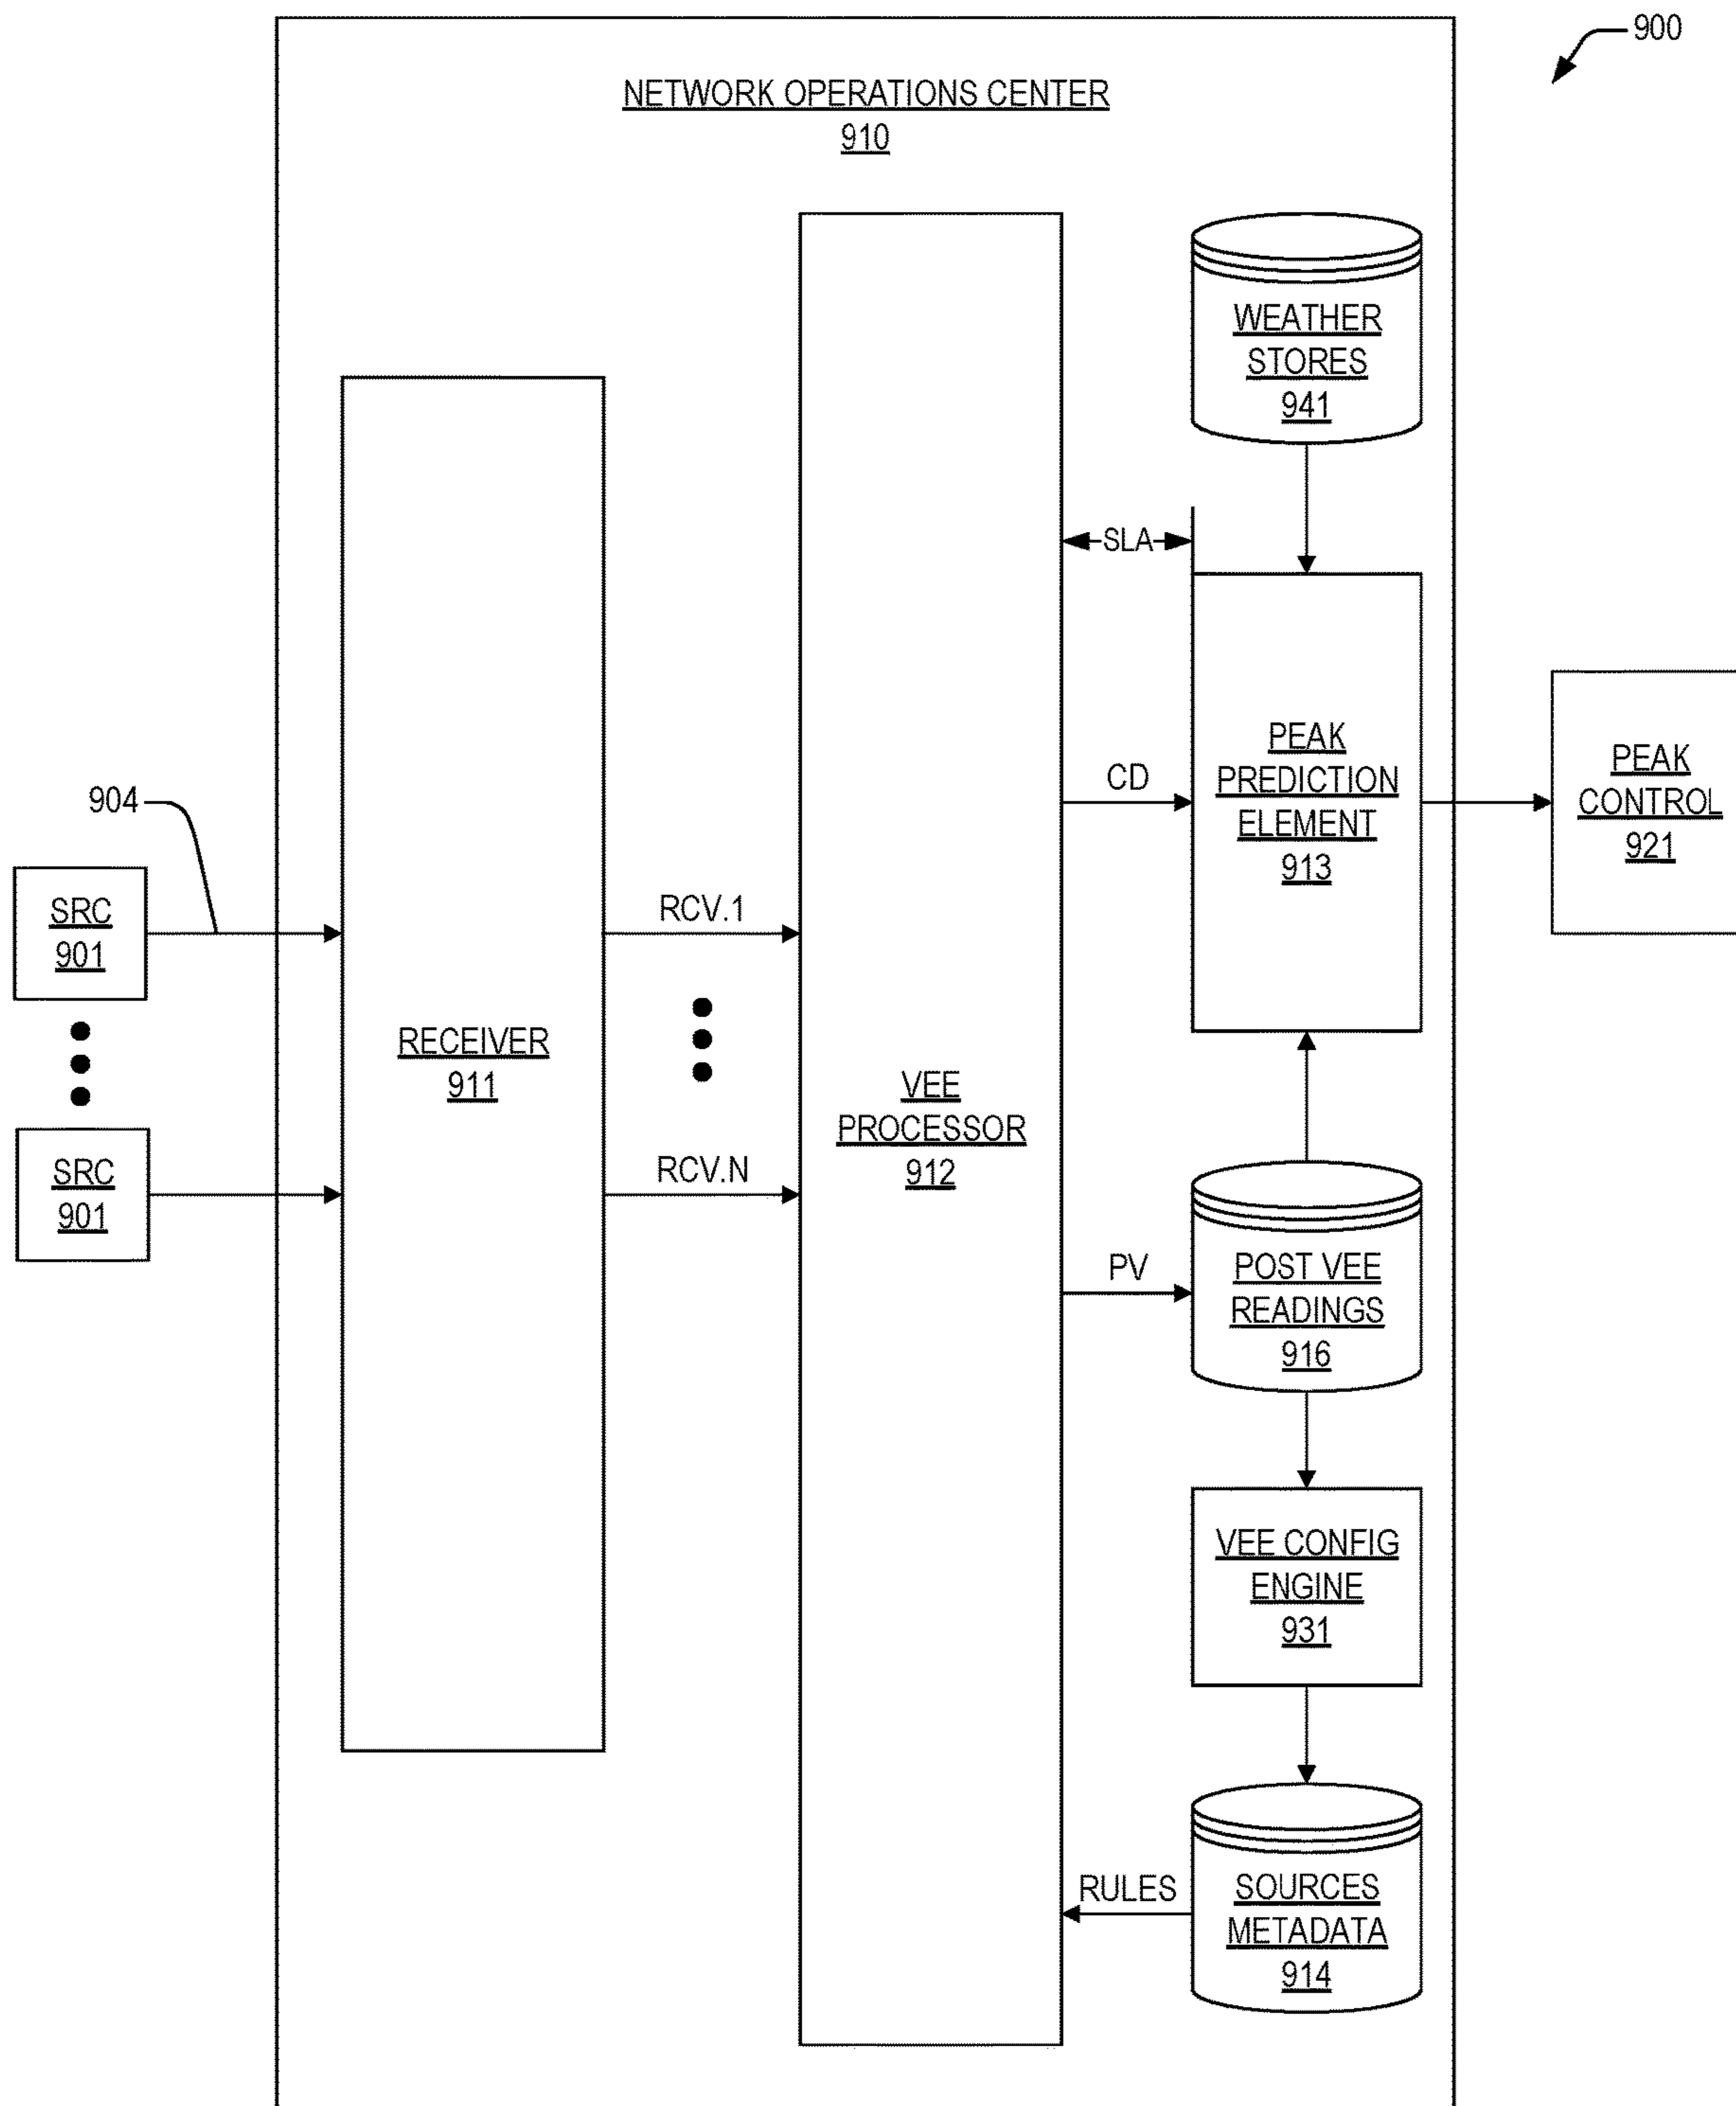 900
NETWORK OPERATIONS CENTER
910
WEATHER
STORES
941
SLA
PEAK
PREDICTION
ELEMENT
913
CD
PEAK
CONTROL
921
904
SRC
901
RCV.1
RECEIVER
911
VEE
PROCESSOR
912
SRC
901
RCV.N
PV
POST VEE
READINGS
916
VEE CONFIG
ENGINE
931
RULES
SOURCES
METADATA
914